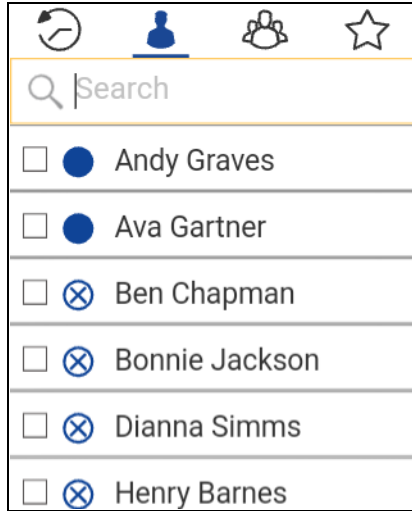 Search
Andy Graves
Ava Gartner
Ben Chapman
Bonnie Jackson
Dianna Simms
Henry Barnes